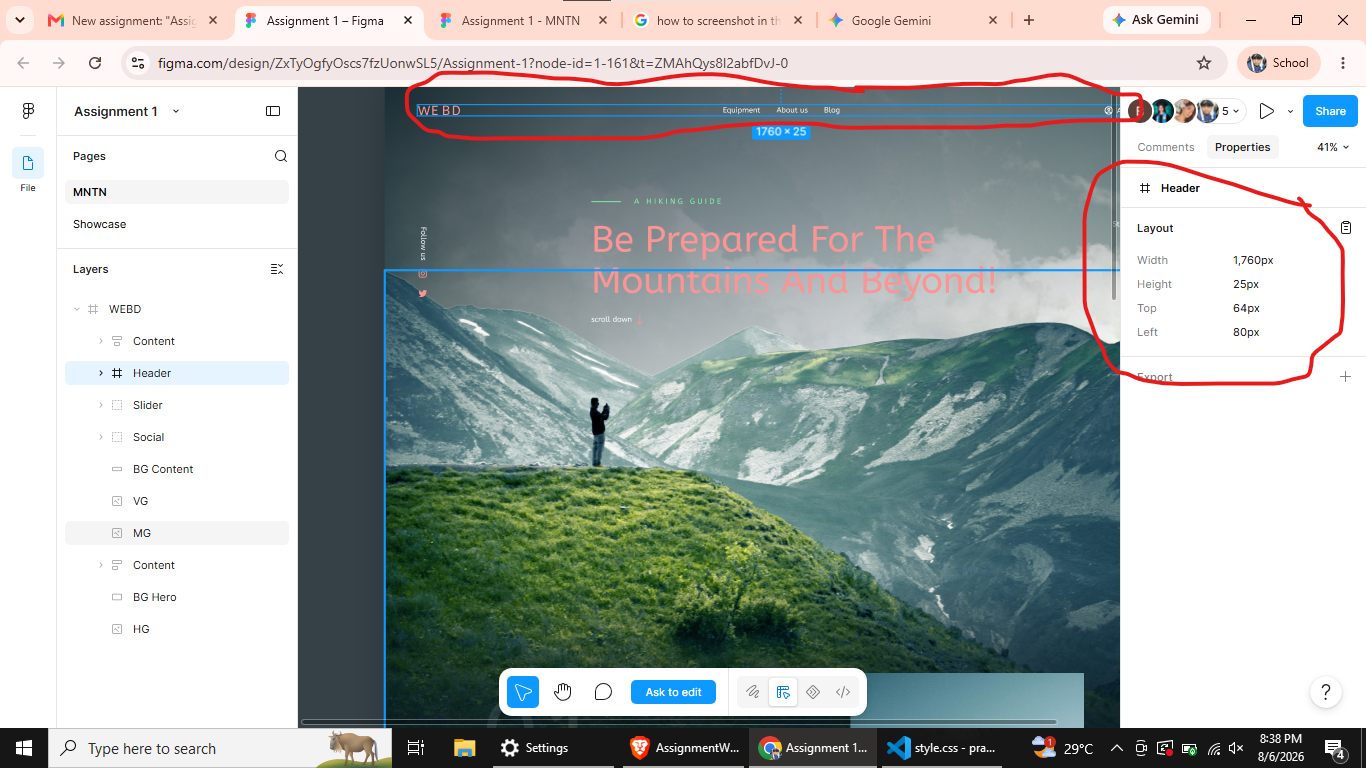 New assignment: "Assig
Assignment 1 – Figma
Assignment 1 - MNTN
how to screenshot in th
Google Gemini
Ask Gemini
figma.com/design/ZxTyOgfyOscs7fzUonwSL5/Assignment-1?node-id=1-161&t=ZMAhQys8I2abfDvJ-0
School
File
Assignment 1
Pages
MNTN
Showcase
Layers
WEBD
Content
Header
Slider
Social
BG Content
VG
MG
Content
BG Hero
HG
WEBD
Equipment
About us
Blog
1760 × 25
A HIKING GUIDE
Be Prepared For The
Mountains And Beyond!
scroll down
Follow us
Ask to edit
5
Share
Comments
Properties
41%
Header
Layout
Width 1,760px
Height 25px
Top 64px
Left 80px
Export
?
Type here to search
Settings
AssignmentW...
Assignment 1...
style.css - pra...
1
29°C
8:38 PM
8/6/2026
4